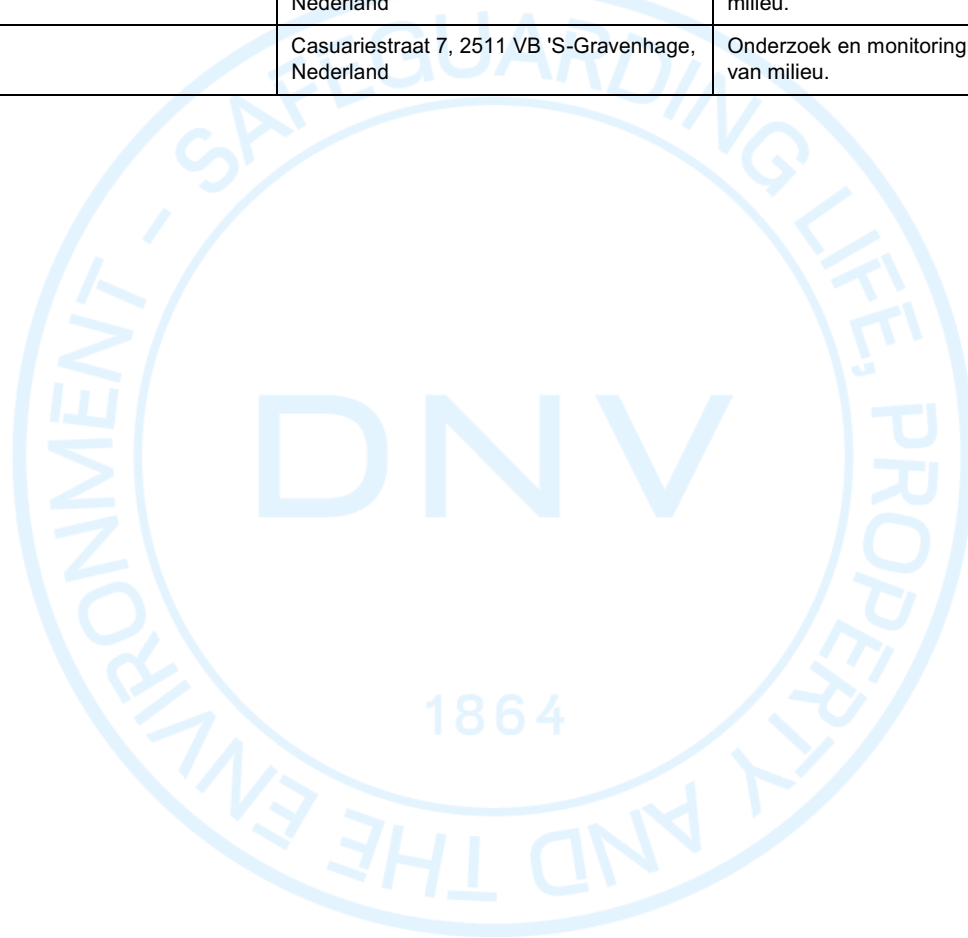 Nederland
milieu.
Casuariestraat 7, 2511 VB 'S-Gravenhage,
Nederland
Onderzoek en monitoring
van milieu.
SAFEGUARDING LIFE, PROPERTY AND THE ENVIRONMENT -
DNV
1864